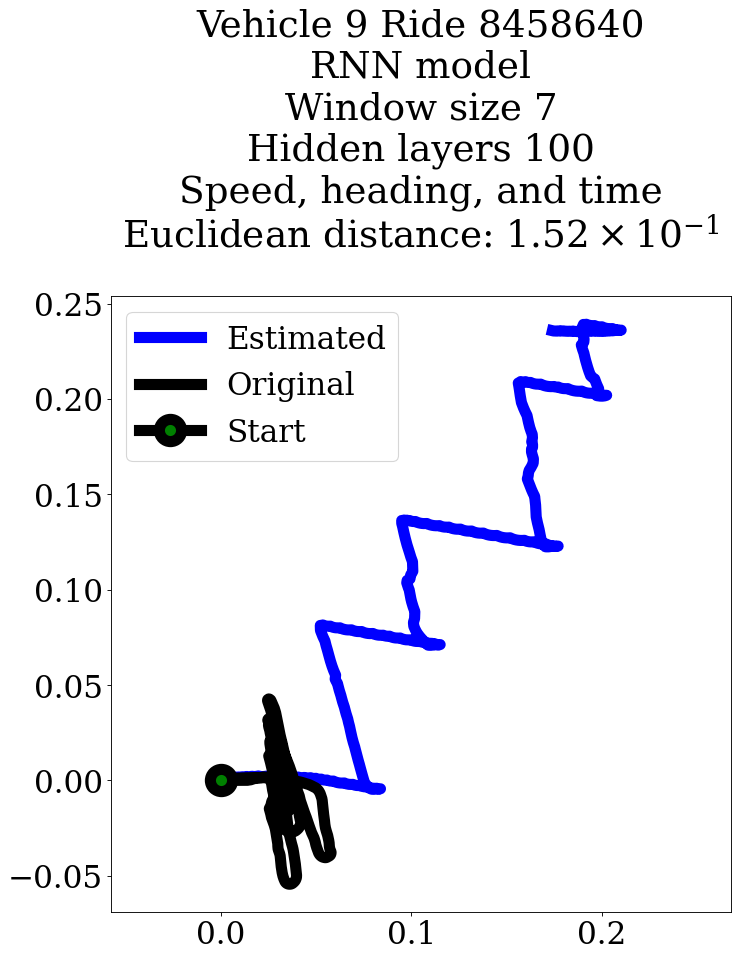 Vehicle 9 Ride 8458640
RNN model
Window size 7
Hidden layers 100
Speed, heading, and time
Euclidean distance: 1.52 × 10⁻¹
Estimated
Original
Start
0.25
0.20
0.15
0.10
0.05
0.00
−0.05
0.0 0.1 0.2